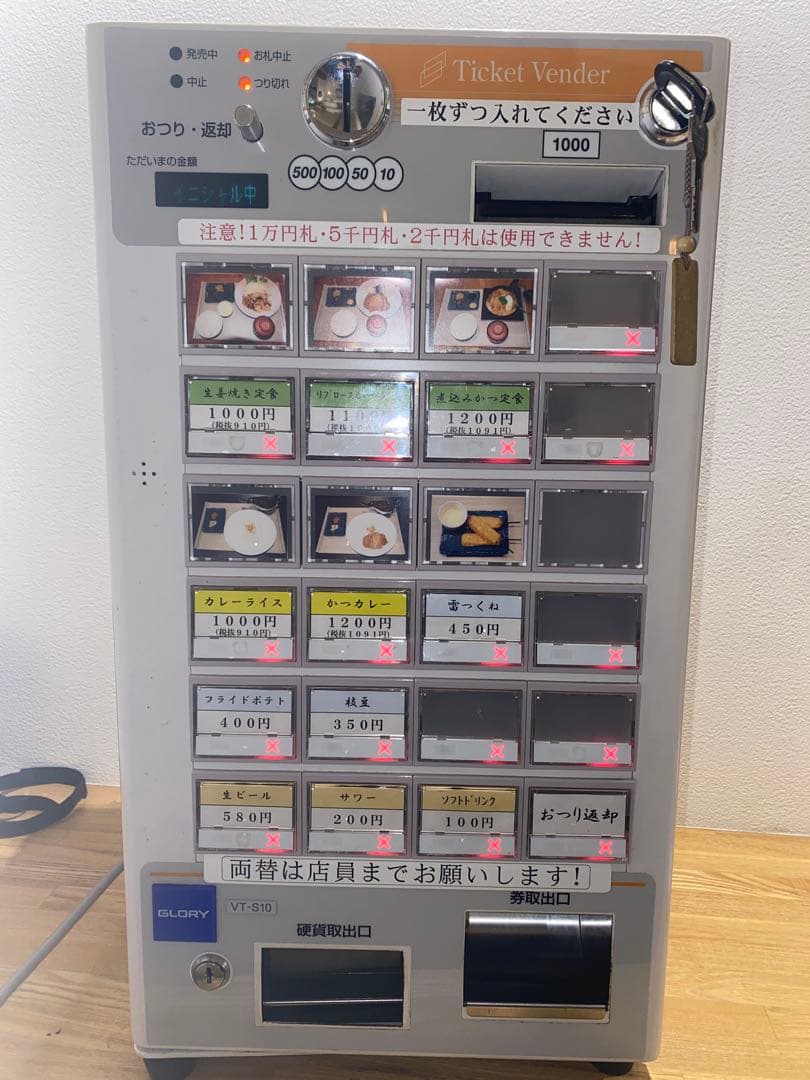 発売中
お札中止
中止
つり切れ
Ticket Vender
一枚ずつ入れてください
おつり・返却
1000
ただいまの金額
500 100 50 10
イニシャル中
注意!1万円札・5千円札・2千円札は使用できません!
生姜焼き定食
1000円
(税抜910円)
リブロース
煮込みかつ定食
1200円
(税抜1091円)
カレーライス
1000円
(税抜910円)
かつカレー
1200円
(税抜1091円)
雷つくね
450円
フライドポテト
400円
枝豆
350円
生ビール
580円
サワー
200円
ソフトドリンク
100円
おつり返却
両替は店員までお願いします!
GLORY
VT-S10
硬貨取出口
券取出口